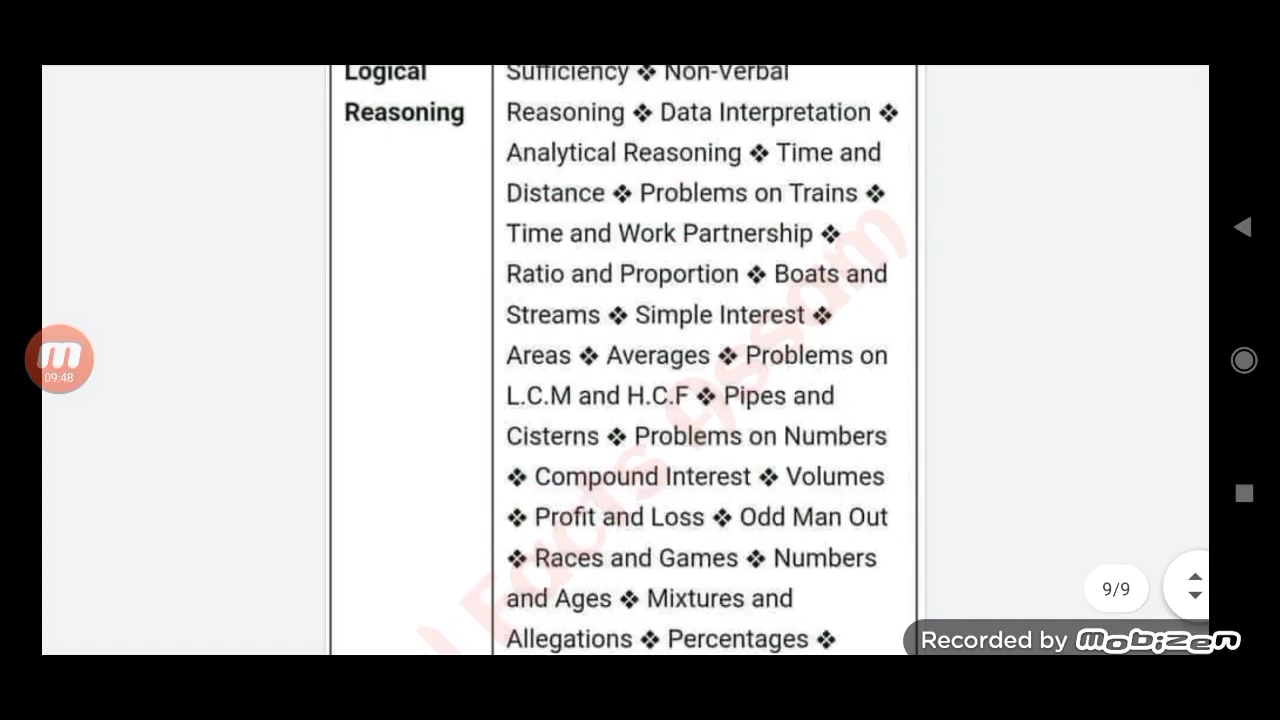 Logical
Reasoning
Sufficiency ❖ Non-Verbal
Reasoning ❖ Data Interpretation ❖
Analytical Reasoning ❖ Time and
Distance ❖ Problems on Trains ❖
Time and Work Partnership ❖
Ratio and Proportion ❖ Boats and
Streams ❖ Simple Interest ❖
Areas ❖ Averages ❖ Problems on
L.C.M and H.C.F ❖ Pipes and
Cisterns ❖ Problems on Numbers
❖ Compound Interest ❖ Volumes
❖ Profit and Loss ❖ Odd Man Out
❖ Races and Games ❖ Numbers
and Ages ❖ Mixtures and
Allegations ❖ Percentages ❖
Facts Assam
09:48
9/9
Recorded by mobizen